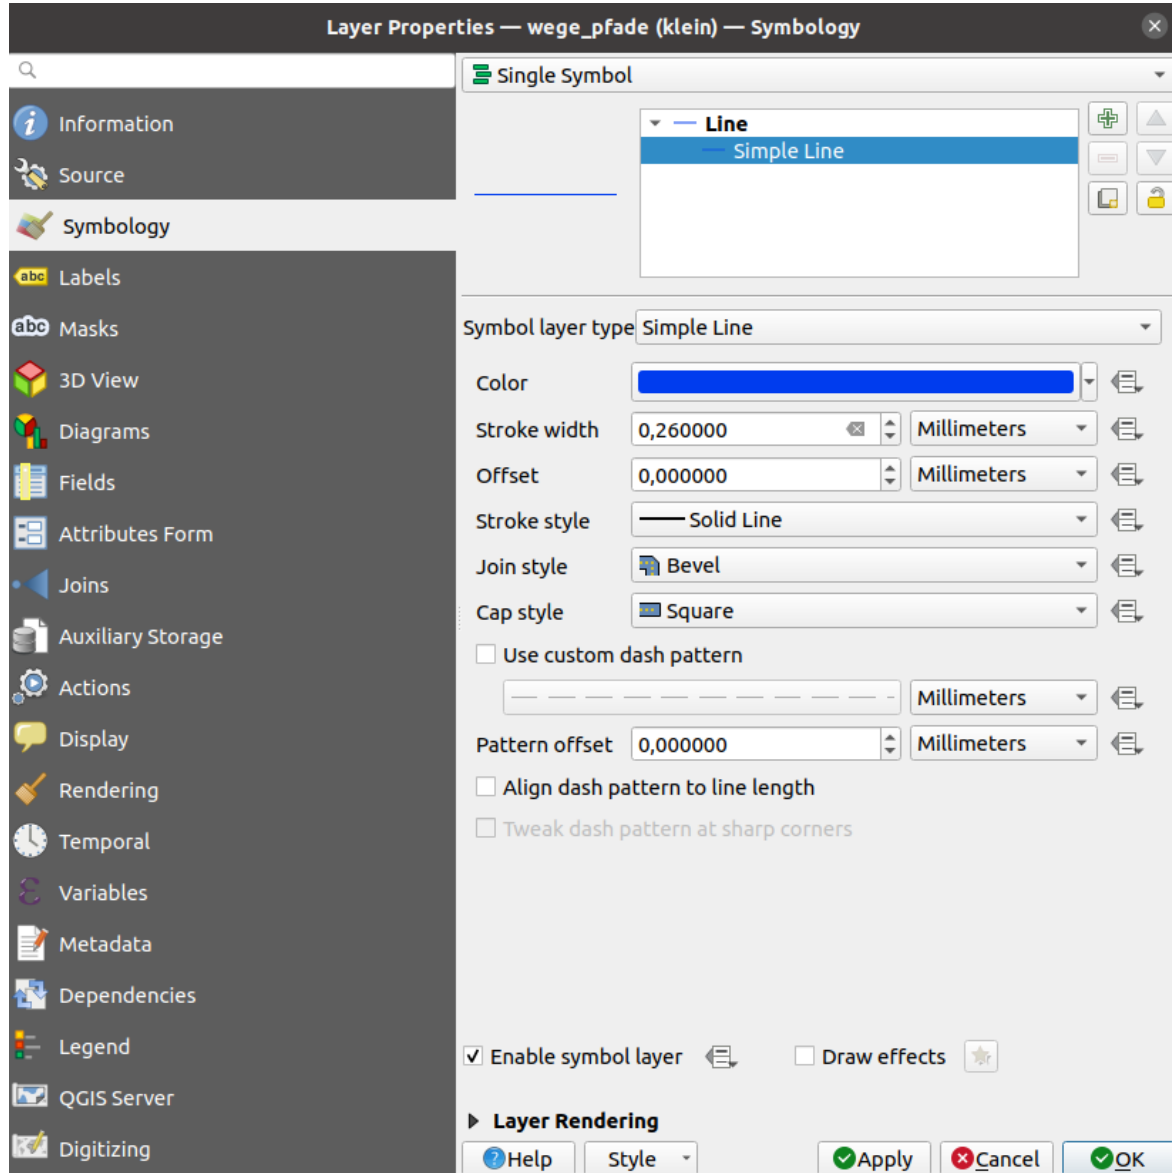 Layer Properties — wege_pfade (klein) — Symbology
Information
Source
Symbology
abc Labels
abc Masks
3D View
Diagrams
Fields
Attributes Form
Joins
Auxiliary Storage
Actions
Display
Rendering
Temporal
Variables
Metadata
Dependencies
Legend
QGIS Server
Digitizing
Single Symbol
Line
Simple Line
Symbol layer type Simple Line
Color
Stroke width 0,260000 Millimeters
Offset 0,000000 Millimeters
Stroke style Solid Line
Join style Bevel
Cap style Square
Use custom dash pattern
Millimeters
Pattern offset 0,000000 Millimeters
Align dash pattern to line length
Tweak dash pattern at sharp corners
Enable symbol layer Draw effects
Layer Rendering
Help Style Apply Cancel OK